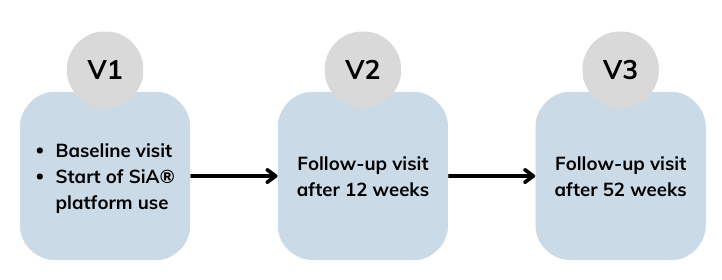 V1
V2
V3
• Baseline visit
• Start of SiA®
platform use
Follow-up visit
after 12 weeks
Follow-up visit
after 52 weeks